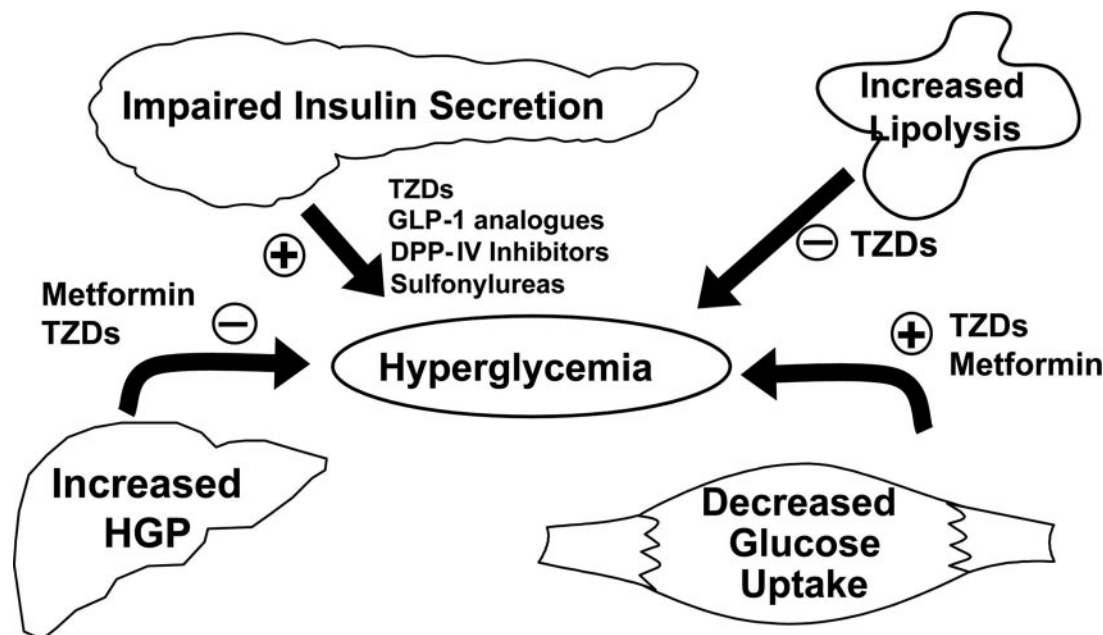 Impaired Insulin Secretion
Increased
Lipolysis
TZDs
GLP-1 analogues
DPP-IV Inhibitors
Sulfonylureas
+
− TZDs
Metformin
TZDs
−
Hyperglycemia
+
TZDs
Metformin
Increased
HGP
Decreased
Glucose
Uptake